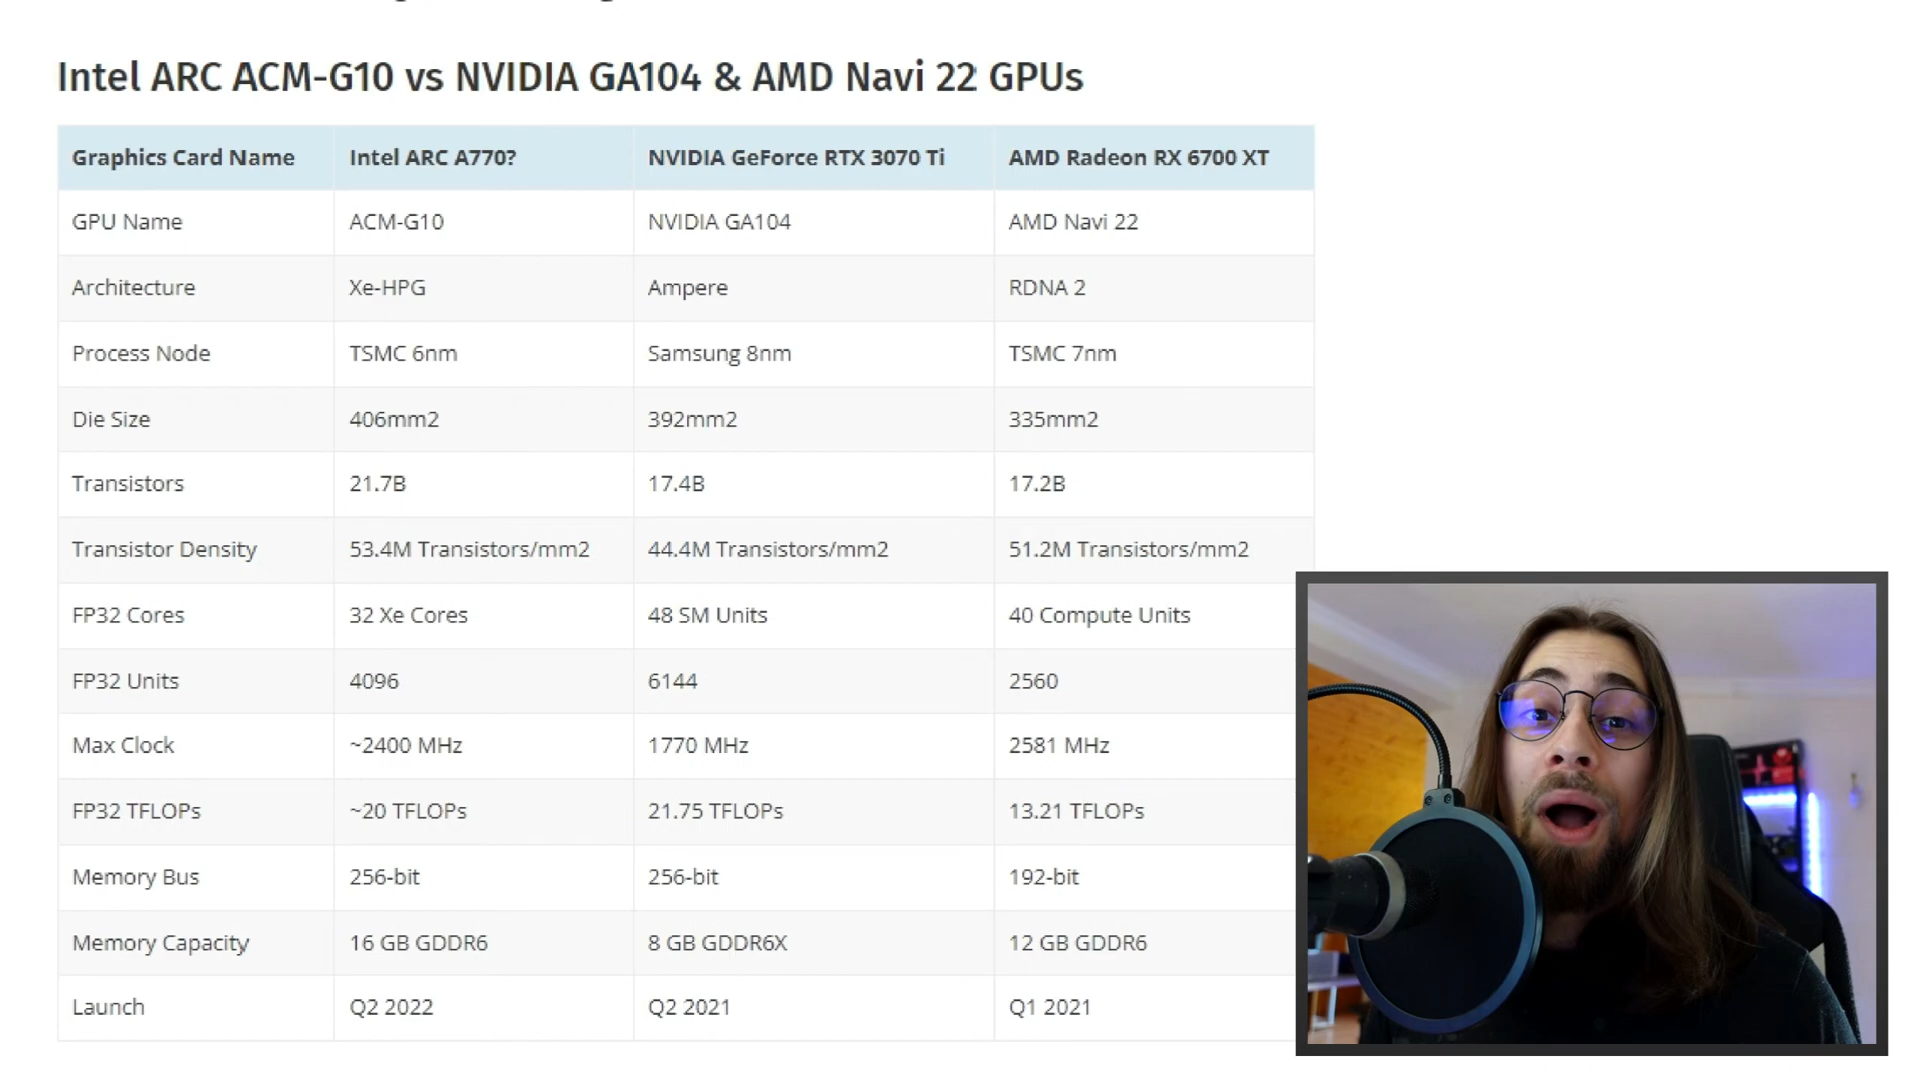 Intel ARC ACM-G10 vs NVIDIA GA104 & AMD Navi 22 GPUs
Graphics Card Name Intel ARC A770? NVIDIA GeForce RTX 3070 Ti AMD Radeon RX 6700 XT
GPU Name ACM-G10 NVIDIA GA104 AMD Navi 22
Architecture Xe-HPG Ampere RDNA 2
Process Node TSMC 6nm Samsung 8nm TSMC 7nm
Die Size 406mm2 392mm2 335mm2
Transistors 21.7B 17.4B 17.2B
Transistor Density 53.4M Transistors/mm2 44.4M Transistors/mm2 51.2M Transistors/mm2
FP32 Cores 32 Xe Cores 48 SM Units 40 Compute Units
FP32 Units 4096 6144 2560
Max Clock ~2400 MHz 1770 MHz 2581 MHz
FP32 TFLOPs ~20 TFLOPs 21.75 TFLOPs 13.21 TFLOPs
Memory Bus 256-bit 256-bit 192-bit
Memory Capacity 16 GB GDDR6 8 GB GDDR6X 12 GB GDDR6
Launch Q2 2022 Q2 2021 Q1 2021